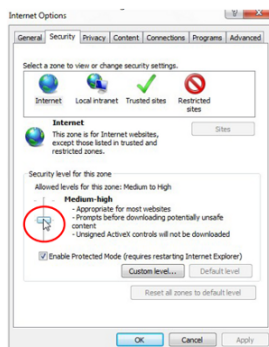 Internet Options
General Security Privacy Content Connections Programs Advanced
Select a zone to view or change security settings.
Internet Local intranet Trusted sites Restricted sites
Internet
Sites
This zone is for Internet websites,
except those listed in trusted and
restricted zones.
Security level for this zone
Allowed levels for this zone: Medium to High
Medium-high
- Appropriate for most websites
- Prompts before downloading potentially unsafe
content
- Unsigned ActiveX controls will not be downloaded
Enable Protected Mode (requires restarting Internet Explorer)
Custom level... Default level
Reset all zones to default level
OK Cancel Apply